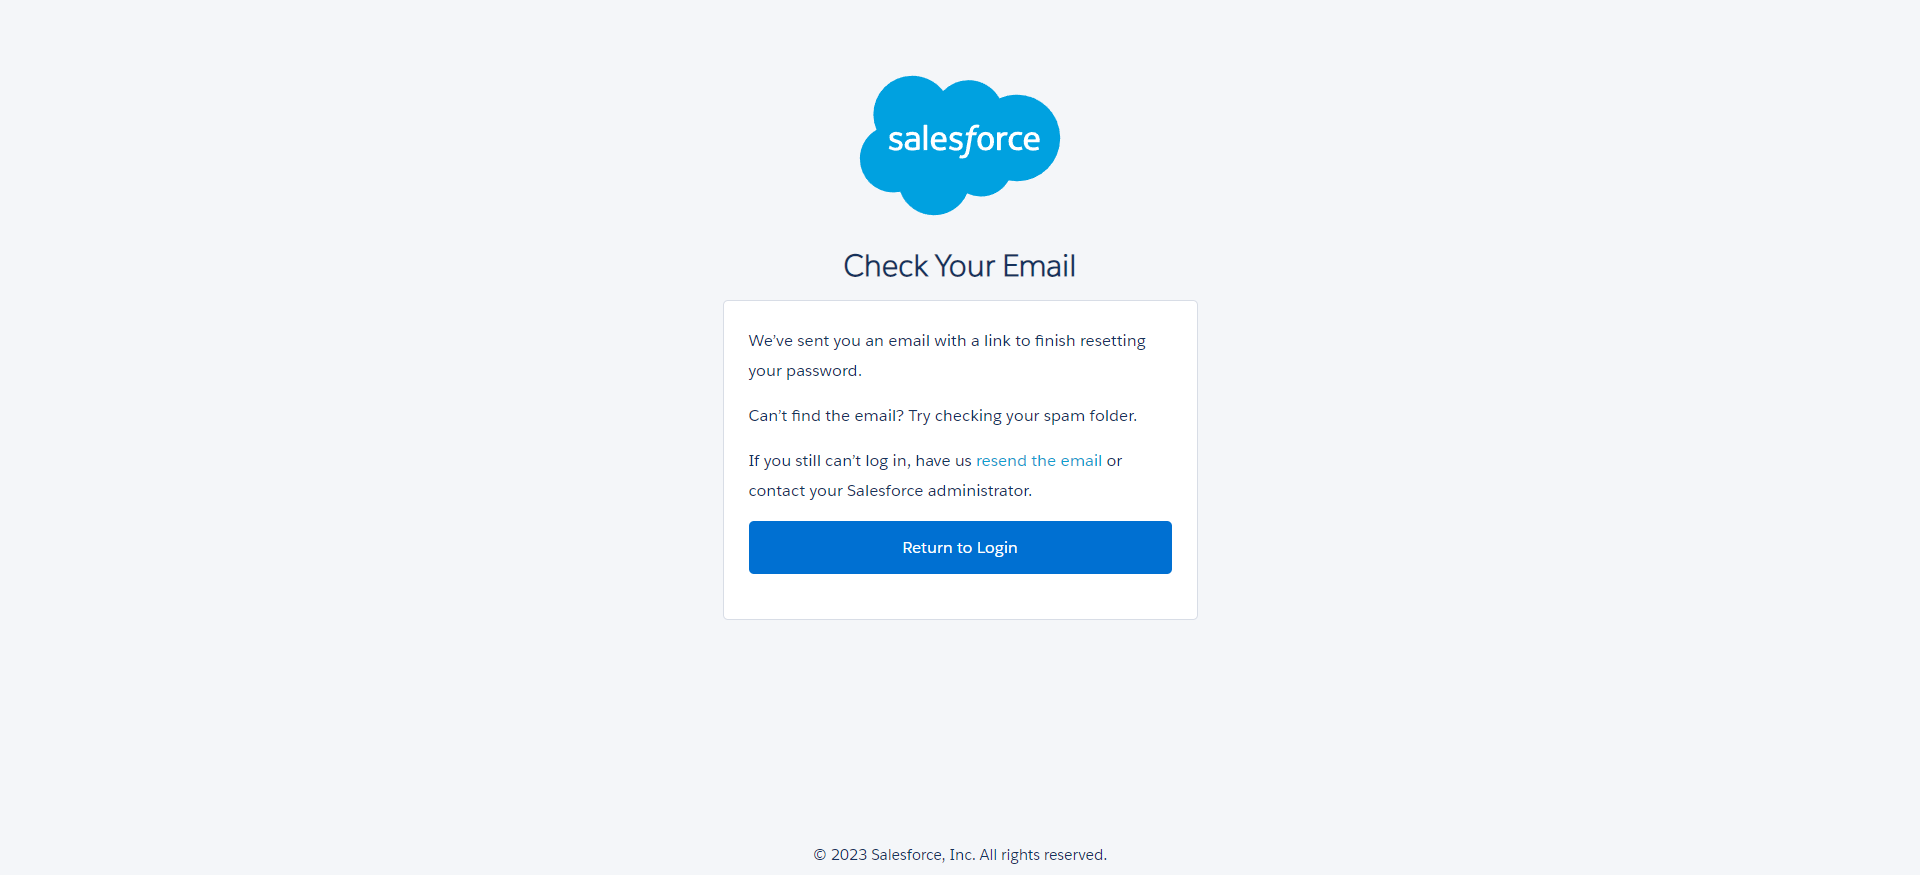 salesforce
Check Your Email
We’ve sent you an email with a link to finish resetting
your password.
Can’t find the email? Try checking your spam folder.
If you still can’t log in, have us resend the email or
contact your Salesforce administrator.
Return to Login
© 2023 Salesforce, Inc. All rights reserved.